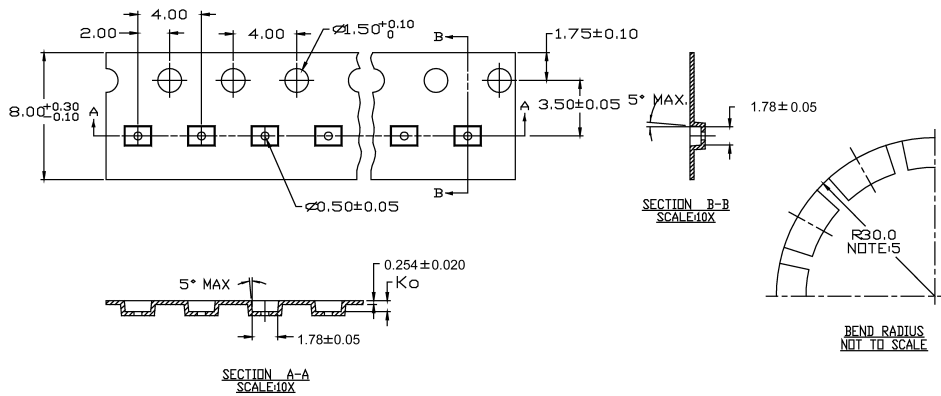 4.00
2.00
4.00
⌀1.50+0.10 0
B
1.75±0.10
8.00+0.30 -0.10
A
A
3.50±0.05
5° MAX.
1.78±0.05
B
⌀0.50±0.05
SECTION B-B
SCALE:10X
R30.0
NOTE:5
5° MAX
0.254±0.020
Ko
1.78±0.05
BEND RADIUS
NOT TO SCALE
SECTION A-A
SCALE:10X